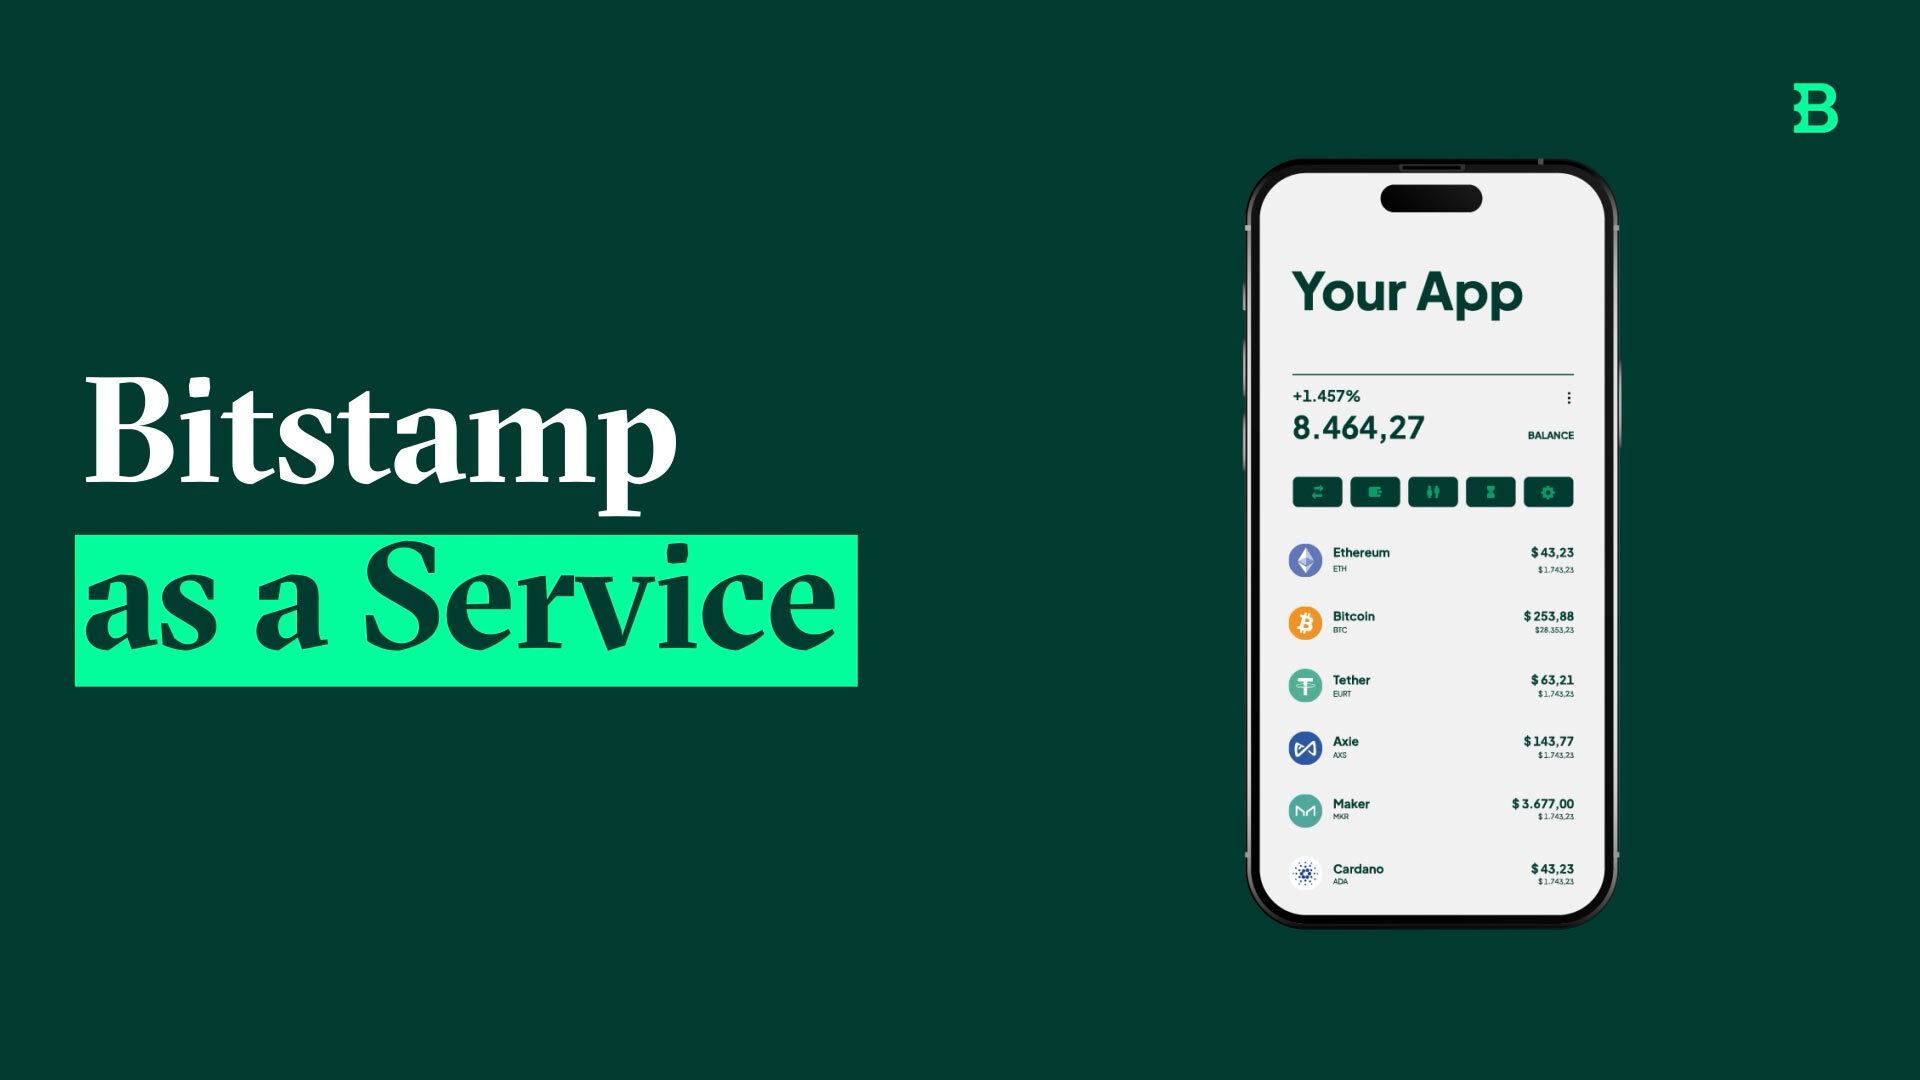 Bitstamp
as a Service
B
Your App
+1.457%
8.464,27
BALANCE
Ethereum
$ 43,23
ETH
$ 1.743,23
Bitcoin
$ 253,88
BTC
$28.353,23
Tether
$ 63,21
EURT
$ 1.743,23
Axie
$ 143,77
AXS
$ 1.743,23
Maker
$ 3.677,00
MKR
$ 1.743,23
Cardano
$ 43,23
ADA
$ 1.743,23